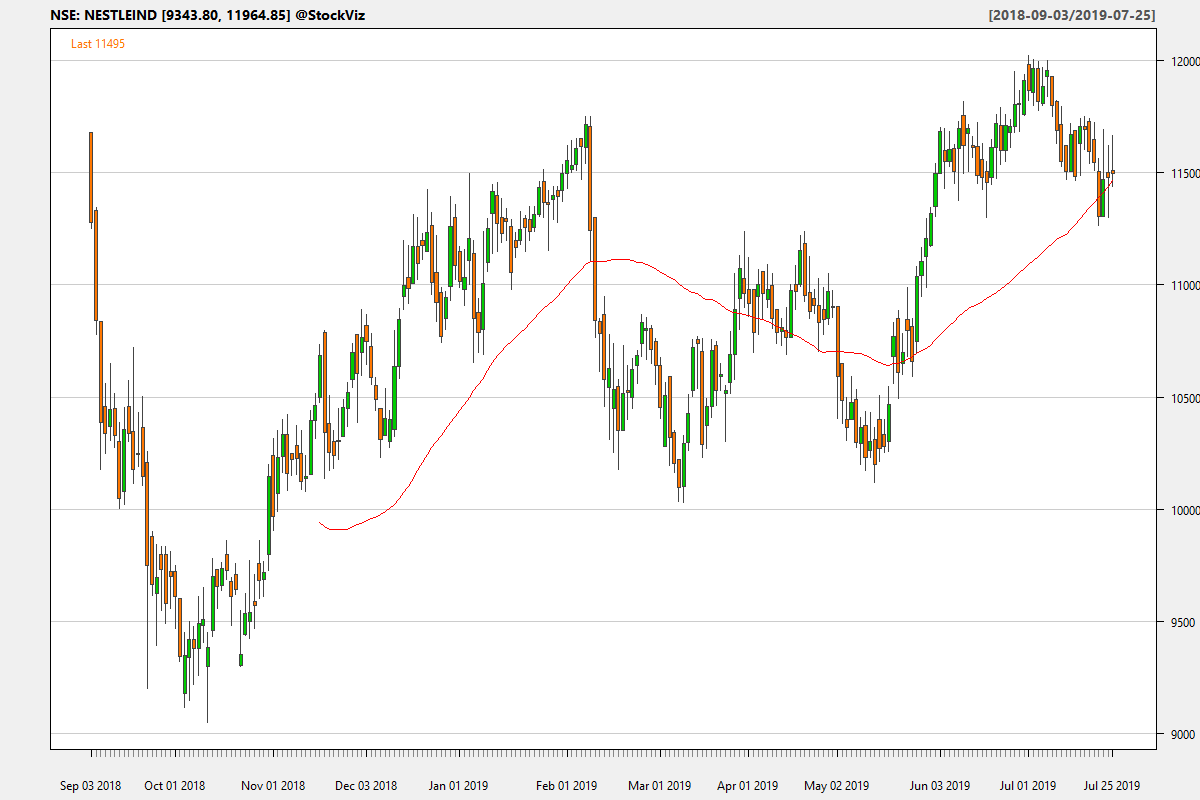 NSE: NESTLEIND [9343.80, 11964.85] @StockViz [2018-09-03/2019-07-25]
Last 11495
12000
11500
11000
10500
10000
9500
9000
Sep 03 2018 Oct 01 2018 Nov 01 2018 Dec 03 2018 Jan 01 2019 Feb 01 2019 Mar 01 2019 Apr 01 2019 May 02 2019 Jun 03 2019 Jul 01 2019 Jul 25 2019